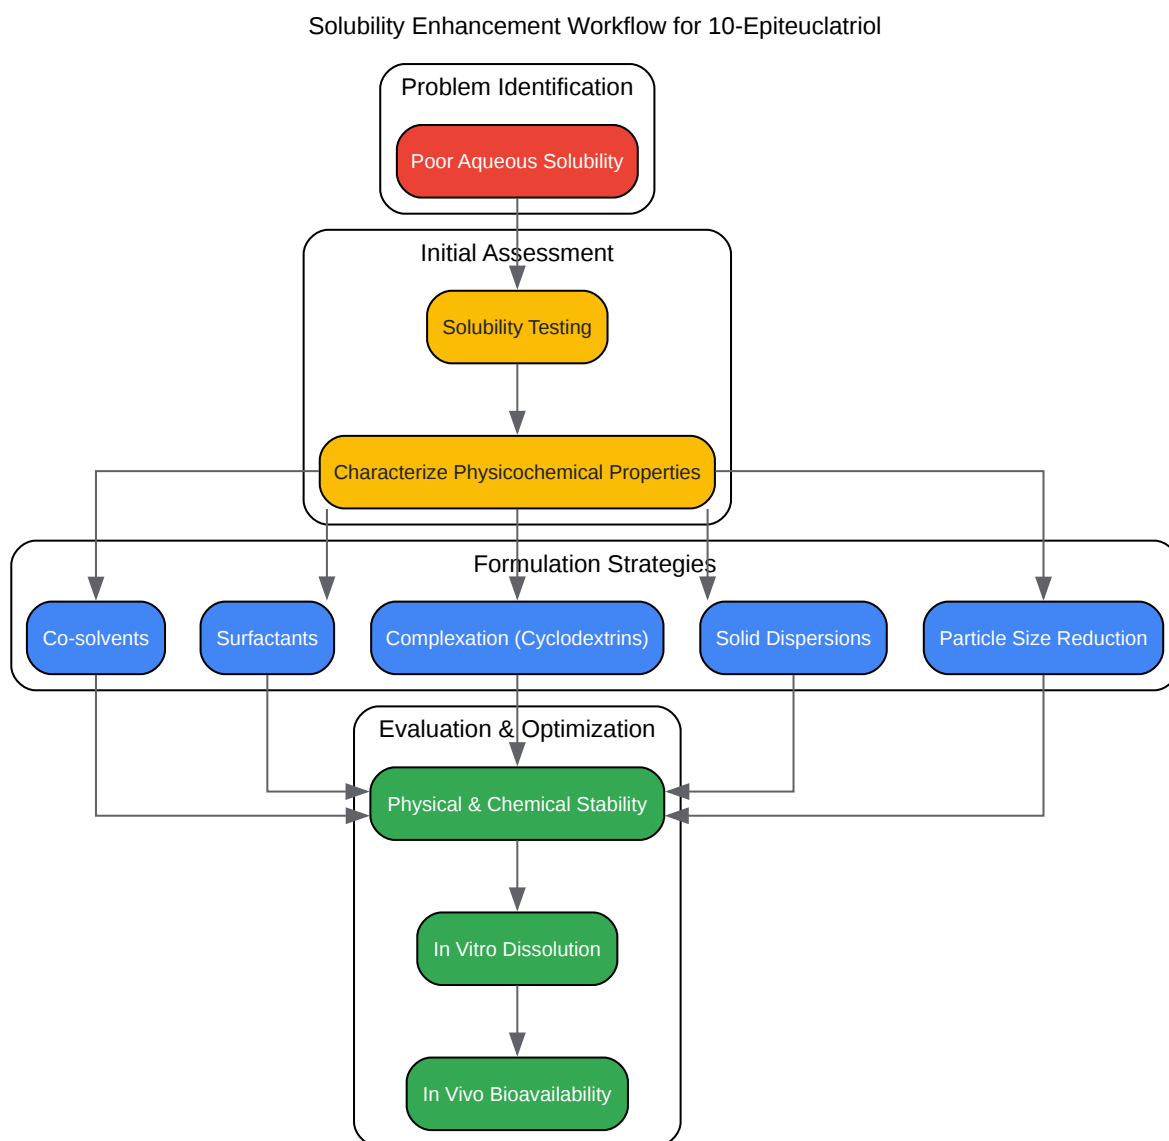 Solubility Enhancement Workflow for 10-Epiteuclatriol
Problem Identification
Poor Aqueous Solubility
Initial Assessment
Solubility Testing
Characterize Physicochemical Properties
Formulation Strategies
Co-solvents
Surfactants
Complexation (Cyclodextrins)
Solid Dispersions
Particle Size Reduction
Evaluation & Optimization
Physical & Chemical Stability
In Vitro Dissolution
In Vivo Bioavailability